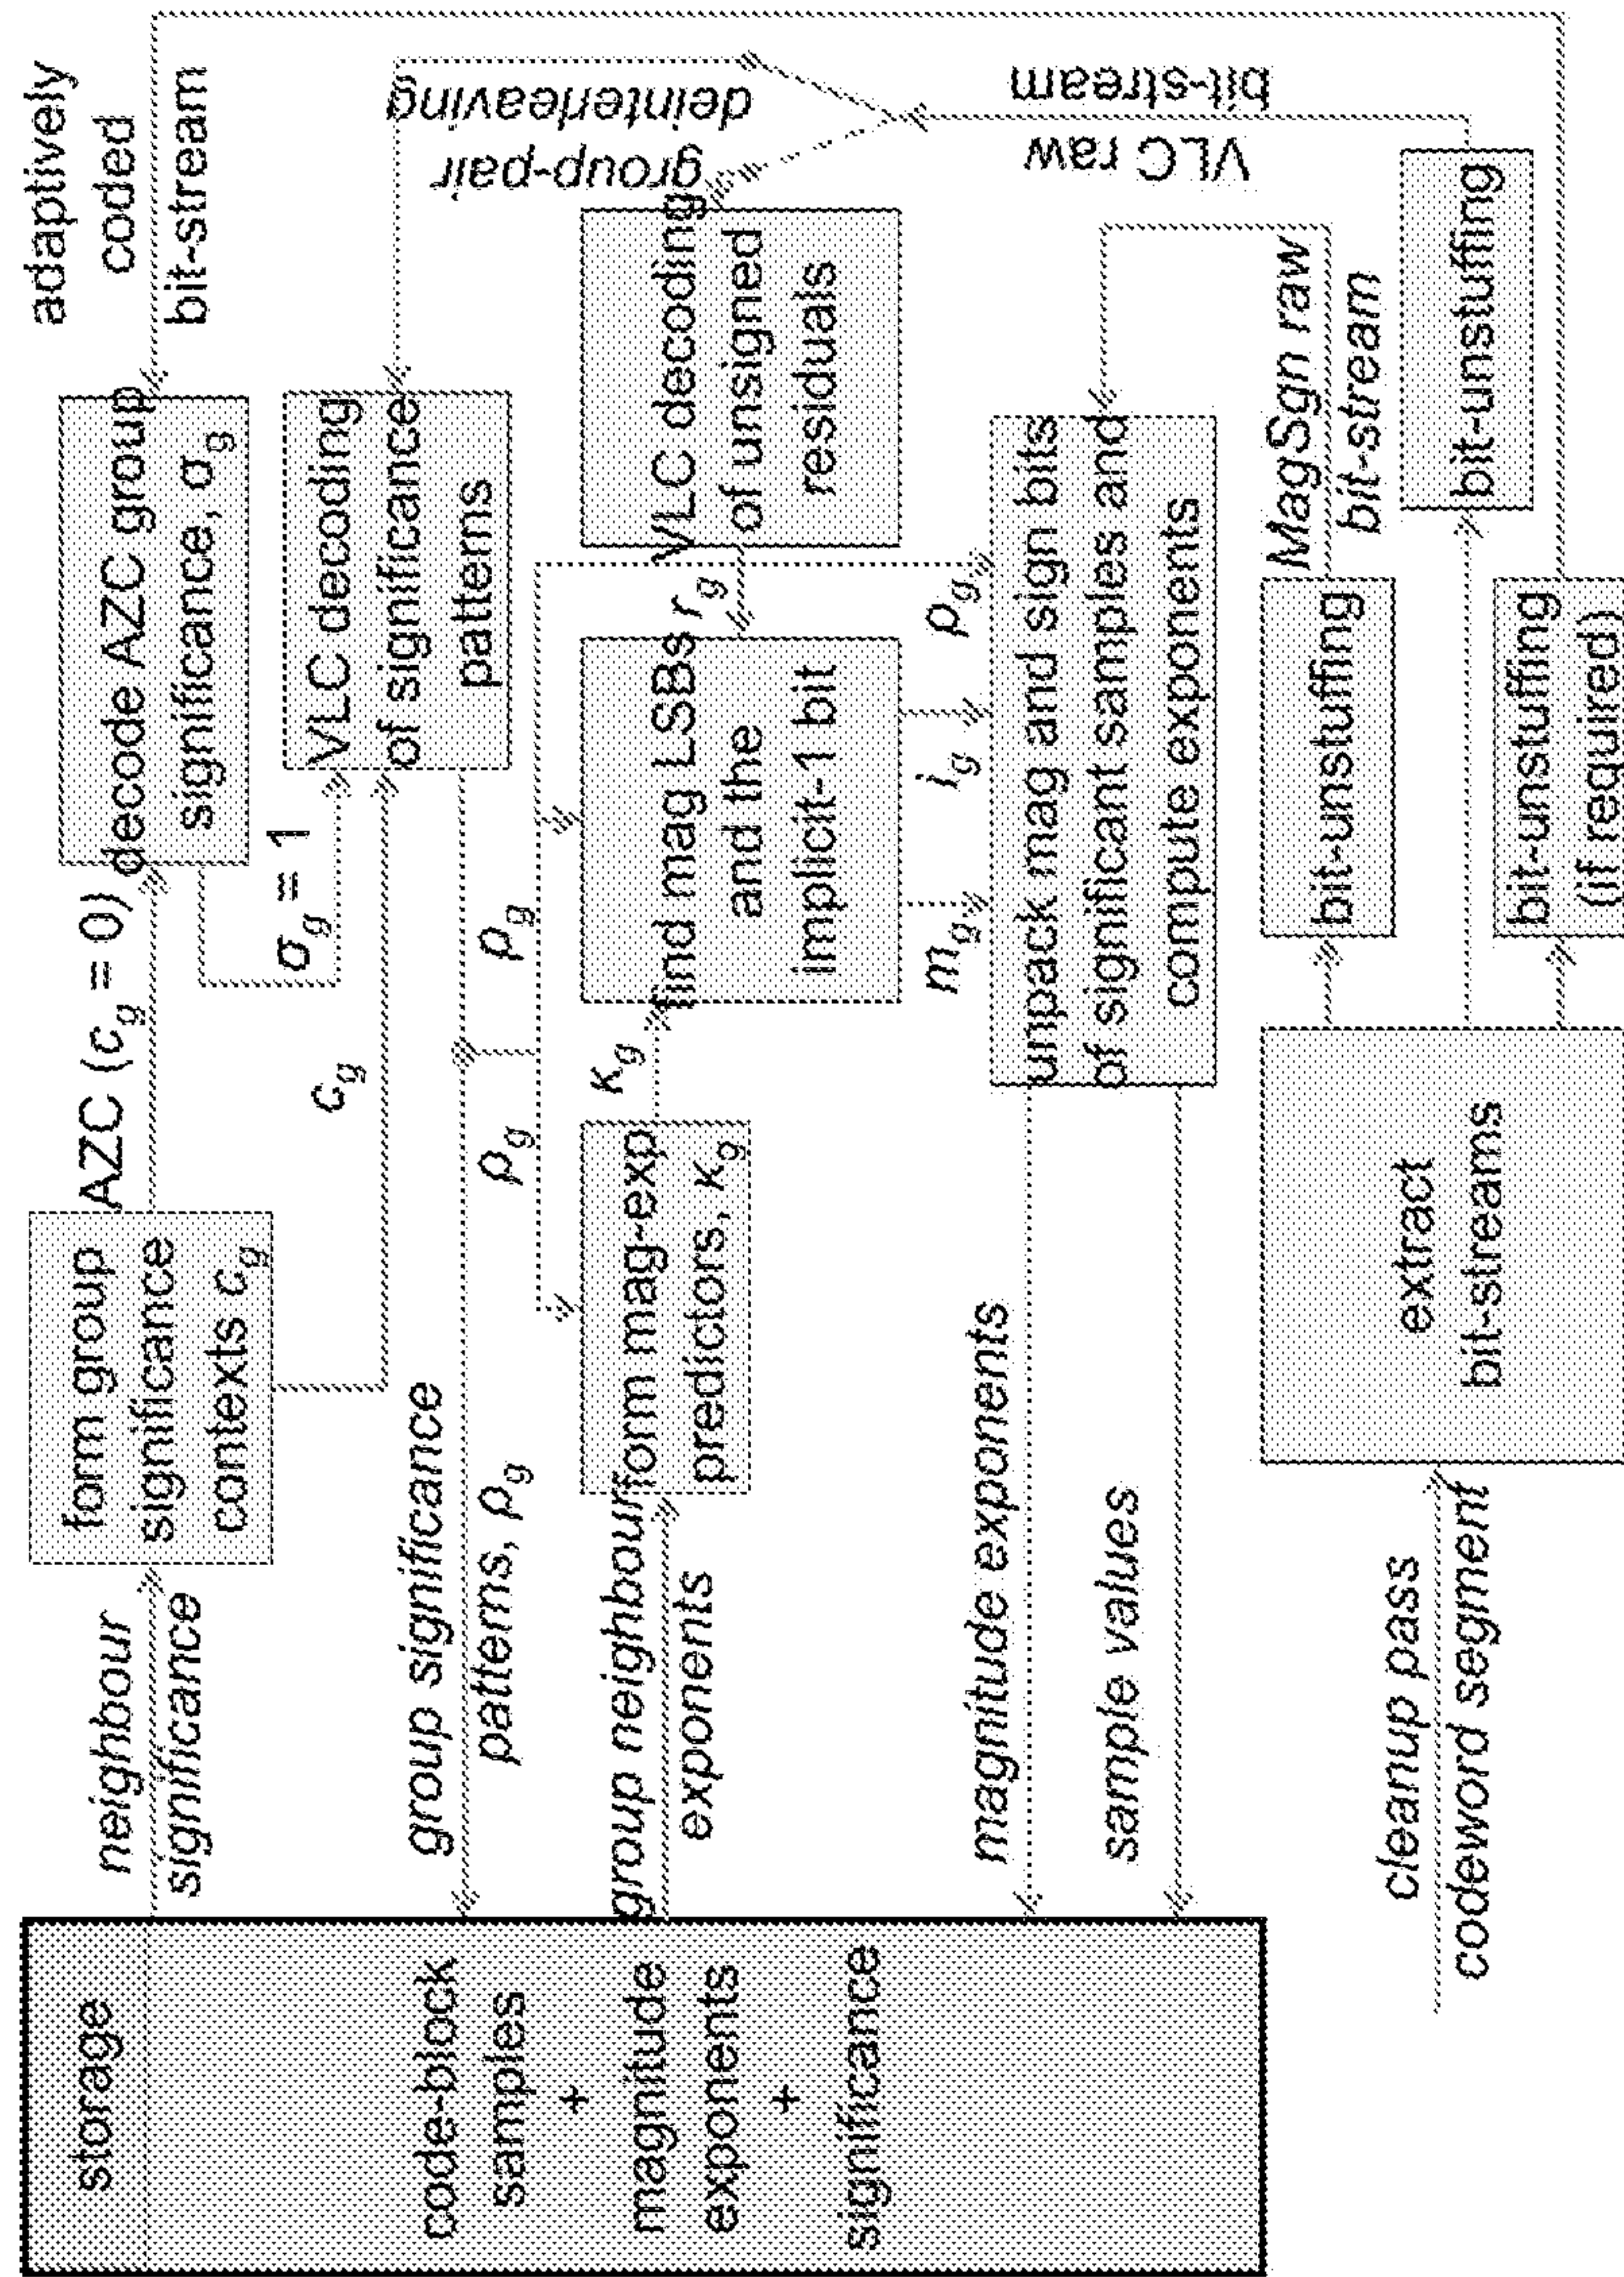 storage
code-block
samples
+
magnitude
exponents
+
significance
neighbour
significance
form group
significance
contexts c_g
AZC (c_g = 0)
decode AZC group
significance, σ_g
adaptively
coded
bit-stream
σ_g = 1
c_g
VLC decoding
of significance
patterns
group significance
patterns, ρ_g
ρ_g
ρ_g
group neighbour
exponents
form mag-exp
predictors, κ_g
κ_g
find mag LSBs
and the
implicit-1 bit
r_g
VLC decoding
of unsigned
residuals
group-pair
deinterleaving
VLC raw
bit-stream
m_g
i_g
ρ_g
magnitude exponents
sample values
unpack mag and sign bits
of significant samples and
compute exponents
MagSgn raw
bit-stream
cleanup pass
codeword segment
extract
bit-streams
bit-unstuffing
bit-unstuffing
bit-unstuffing
(if required)